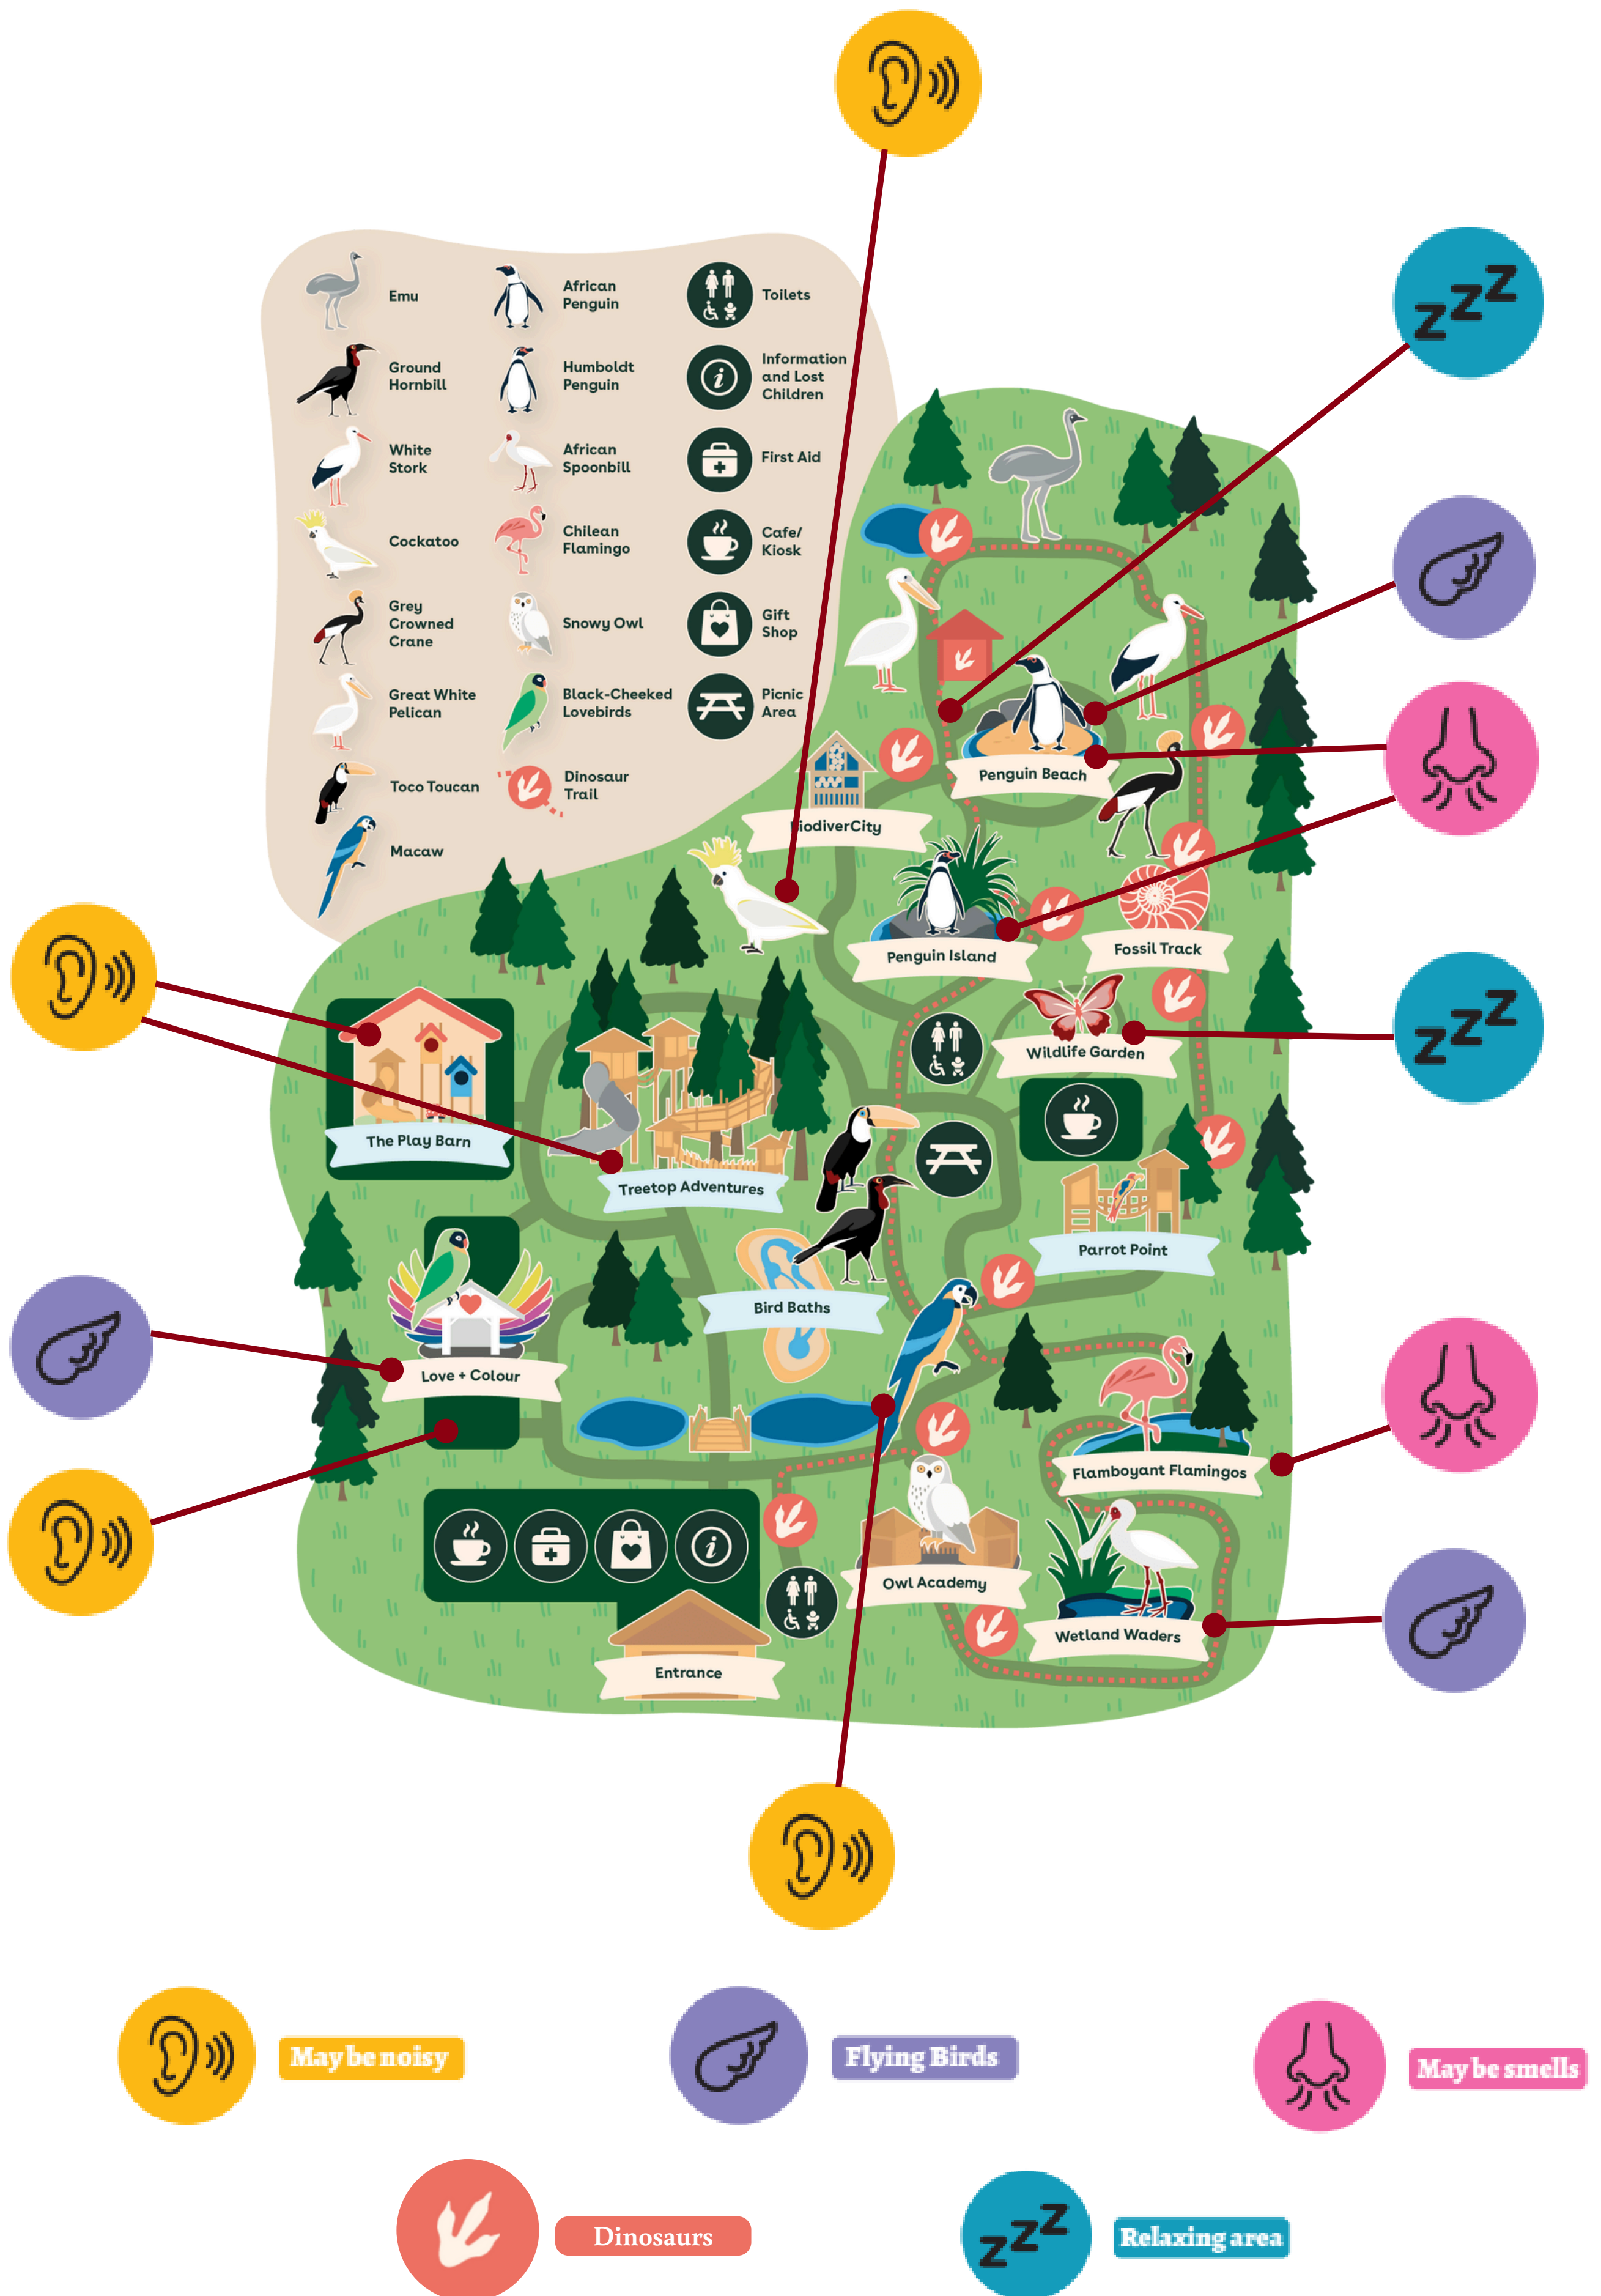 Emu
Ground
Hornbill
White
Stork
Cockatoo
Grey
Crowned
Crane
Great White
Pelican
Toco Toucan
Macaw
African
Penguin
Humboldt
Penguin
African
Spoonbill
Chilean
Flamingo
Snowy Owl
Black-Cheeked
Lovebirds
Dinosaur
Trail
Toilets
Information
and Lost
Children
First Aid
Cafe/
Kiosk
Gift
Shop
Picnic
Area
zzz
Penguin Beach
BiodiverCity
Penguin Island
Fossil Track
zzz
Wildlife Garden
The Play Barn
Treetop Adventures
Parrot Point
Bird Baths
Love + Colour
Flamboyant Flamingos
Owl Academy
Wetland Waders
Entrance
May be noisy
Flying Birds
May be smells
Dinosaurs
zzz
Relaxing area